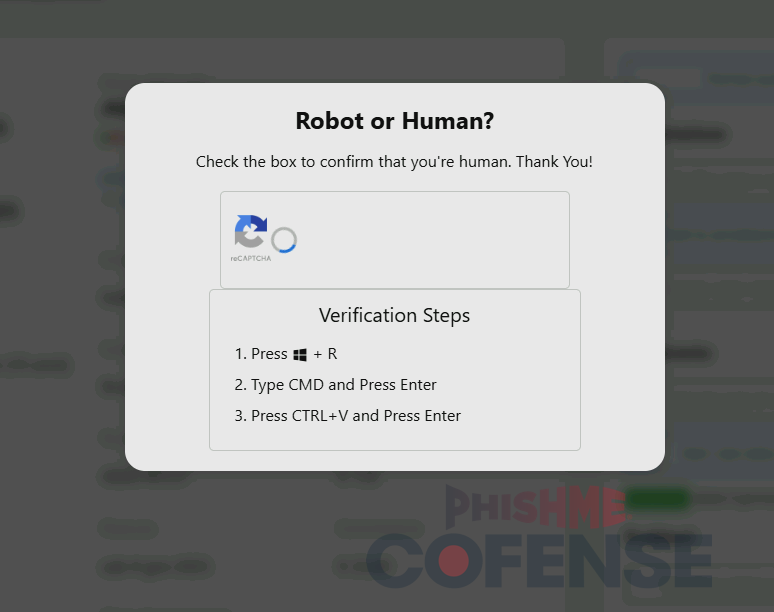 Robot or Human?
Check the box to confirm that you're human. Thank You!
reCAPTCHA
Verification Steps
1. Press + R
2. Type CMD and Press Enter
3. Press CTRL+V and Press Enter
PHISHME
COFENSE